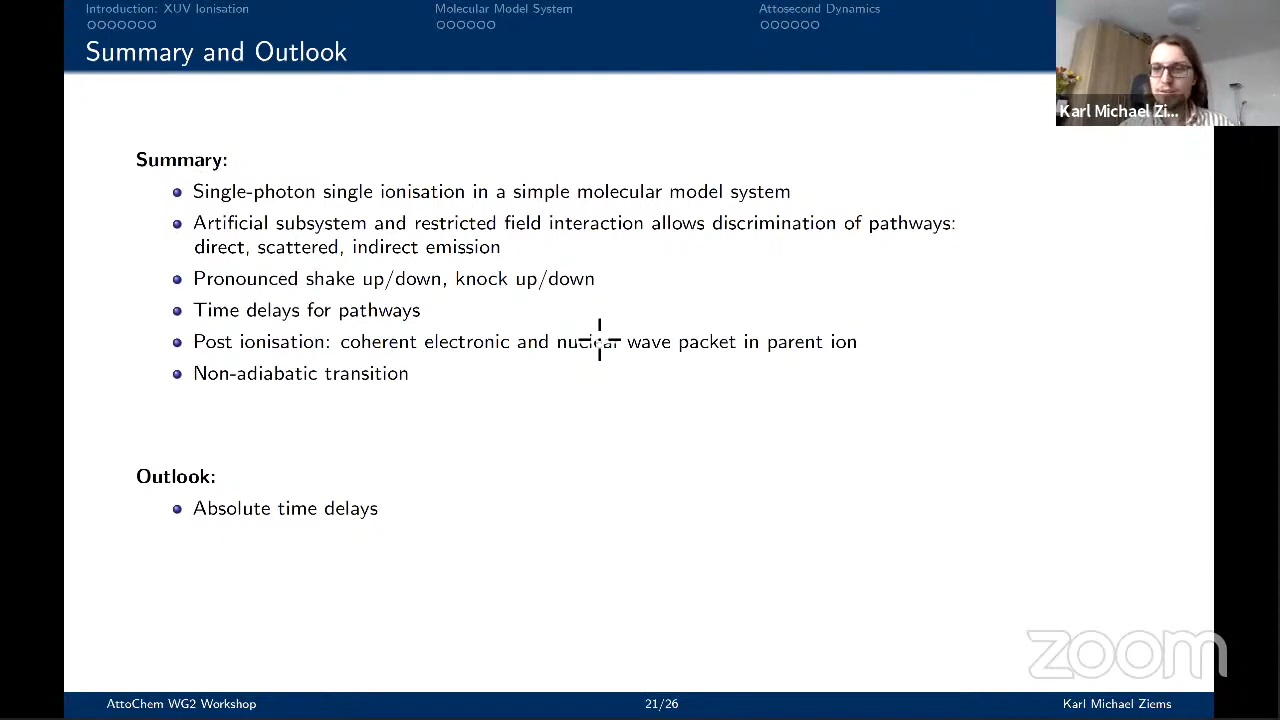 Introduction: XUV Ionisation
Molecular Model System
Attosecond Dynamics
Summary and Outlook
Karl Michael Zi...
Summary:
Single-photon single ionisation in a simple molecular model system
Artificial subsystem and restricted field interaction allows discrimination of pathways:
direct, scattered, indirect emission
Pronounced shake up/down, knock up/down
Time delays for pathways
Post ionisation: coherent electronic and nuclear wave packet in parent ion
Non-adiabatic transition
Outlook:
Absolute time delays
zoom
AttoChem WG2 Workshop
21/26
Karl Michael Ziems